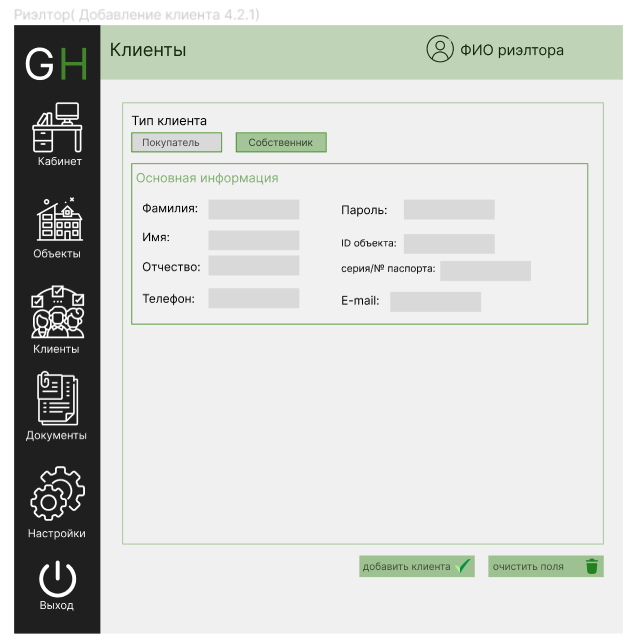 Риэлтор( Добавление клиента 4.2.1)
GH
Клиенты
ФИО риэлтора
Кабинет
Объекты
Клиенты
Документы
Настройки
Выход
Тип клиента
Покупатель
Собственник
Основная информация
Фамилия:
Пароль:
Имя:
ID объекта:
Отчество:
серия/№ паспорта:
Телефон:
E-mail:
добавить клиента
очистить поля